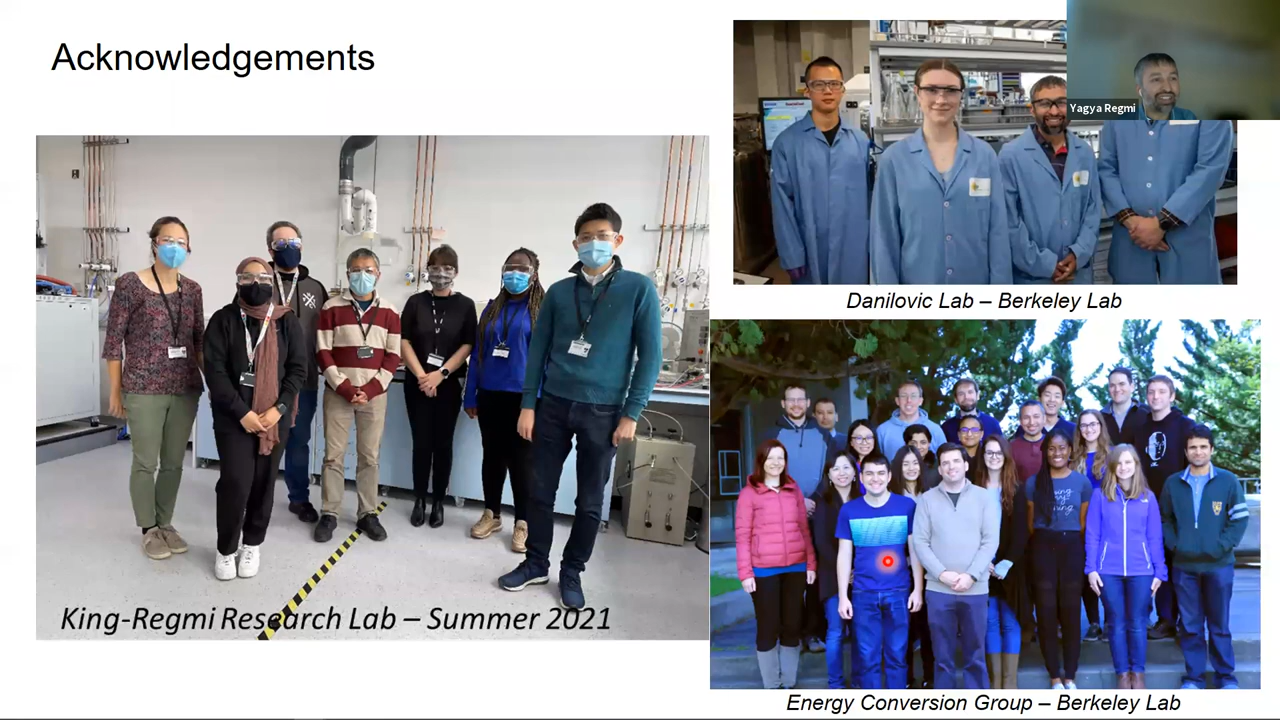 Acknowledgements
Yagya Regmi
Danilovic Lab – Berkeley Lab
King-Regmi Research Lab – Summer 2021
Energy Conversion Group – Berkeley Lab